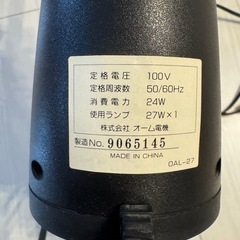 定格電圧 100V
定格周波数 50/60Hz
消費電力 24W
使用ランプ 27W×1
株式会社 オーム電機
製造No. 9065145
MADE IN CHINA
OAL-27